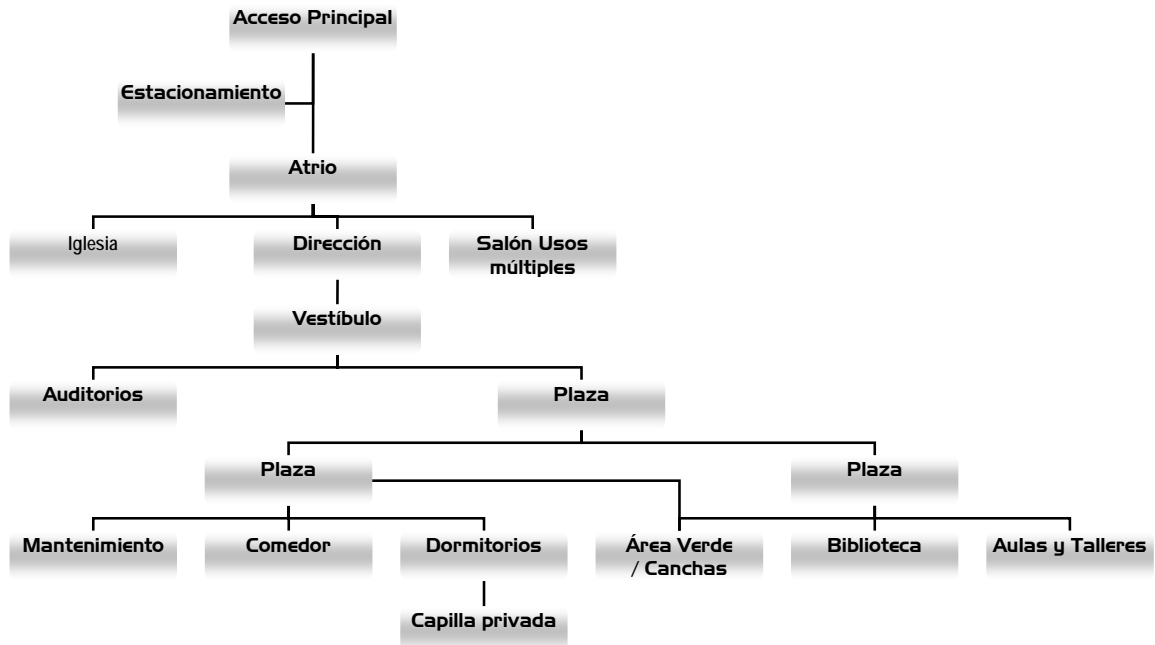 Acceso Principal
Estacionamiento
Atrio
Iglesia
Dirección
Salón Usos
múltiples
Vestíbulo
Auditorios
Plaza
Plaza
Plaza
Mantenimiento
Comedor
Dormitorios
Área Verde
/ Canchas
Biblioteca
Aulas y Talleres
Capilla privada